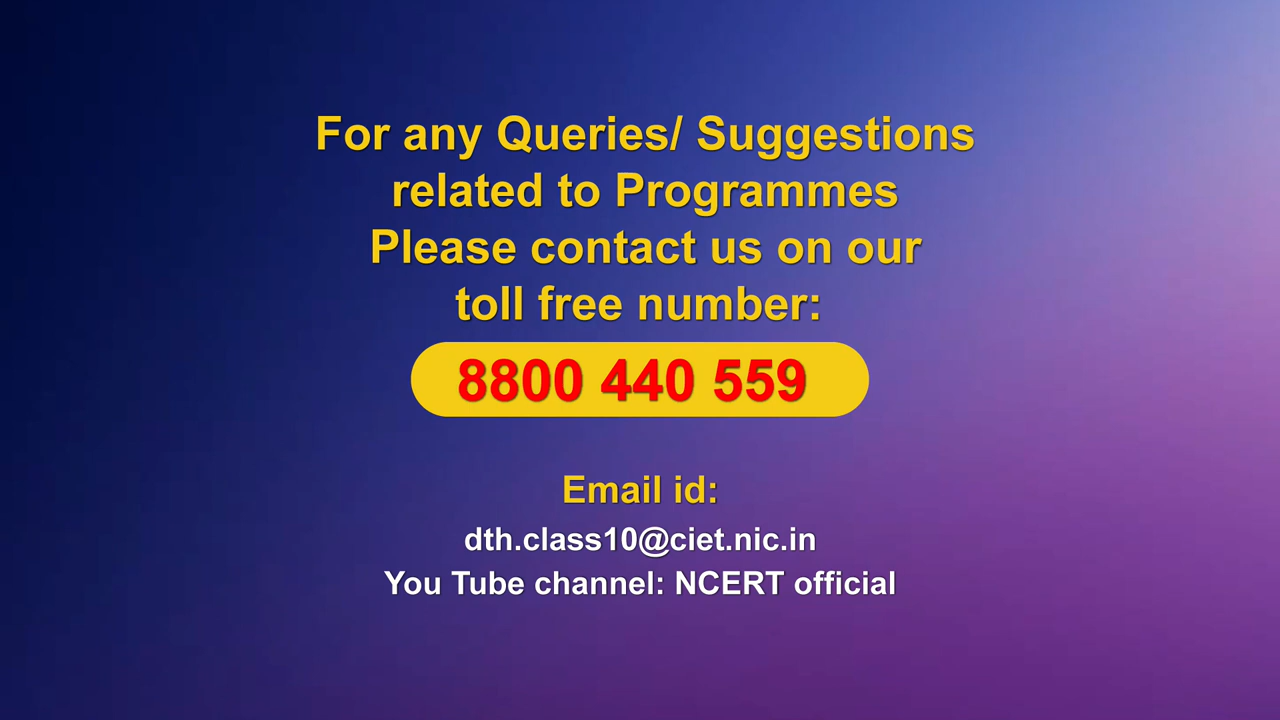 For any Queries/ Suggestions
related to Programmes
Please contact us on our
toll free number:
8800 440 559
Email id:
dth.class10@ciet.nic.in
You Tube channel: NCERT official